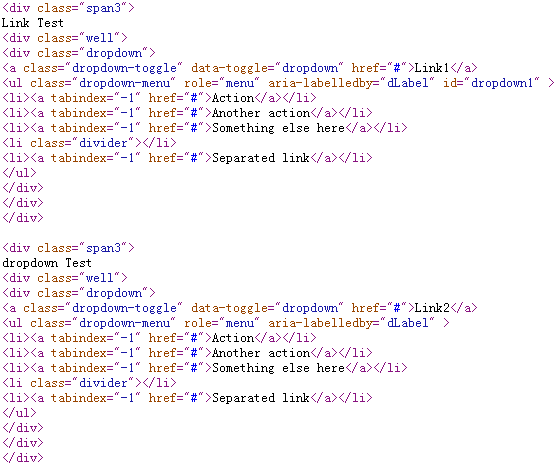 <div class="span3">
Link Test
<div class="well">
<div class="dropdown">
<a class="dropdown-toggle" data-toggle="dropdown" href="#">Link1</a>
<ul class="dropdown-menu" role="menu" aria-labelledby="dLabel" id="dropdown1" >
<li><a tabindex="-1" href="#">Action</a></li>
<li><a tabindex="-1" href="#">Another action</a></li>
<li><a tabindex="-1" href="#">Something else here</a></li>
<li class="divider"></li>
<li><a tabindex="-1" href="#">Separated link</a></li>
</ul>
</div>
</div>
</div>

<div class="span3">
dropdown Test
<div class="well">
<div class="dropdown">
<a class="dropdown-toggle" data-toggle="dropdown" href="#">Link2</a>
<ul class="dropdown-menu" role="menu" aria-labelledby="dLabel" >
<li><a tabindex="-1" href="#">Action</a></li>
<li><a tabindex="-1" href="#">Another action</a></li>
<li><a tabindex="-1" href="#">Something else here</a></li>
<li class="divider"></li>
<li><a tabindex="-1" href="#">Separated link</a></li>
</ul>
</div>
</div>
</div>